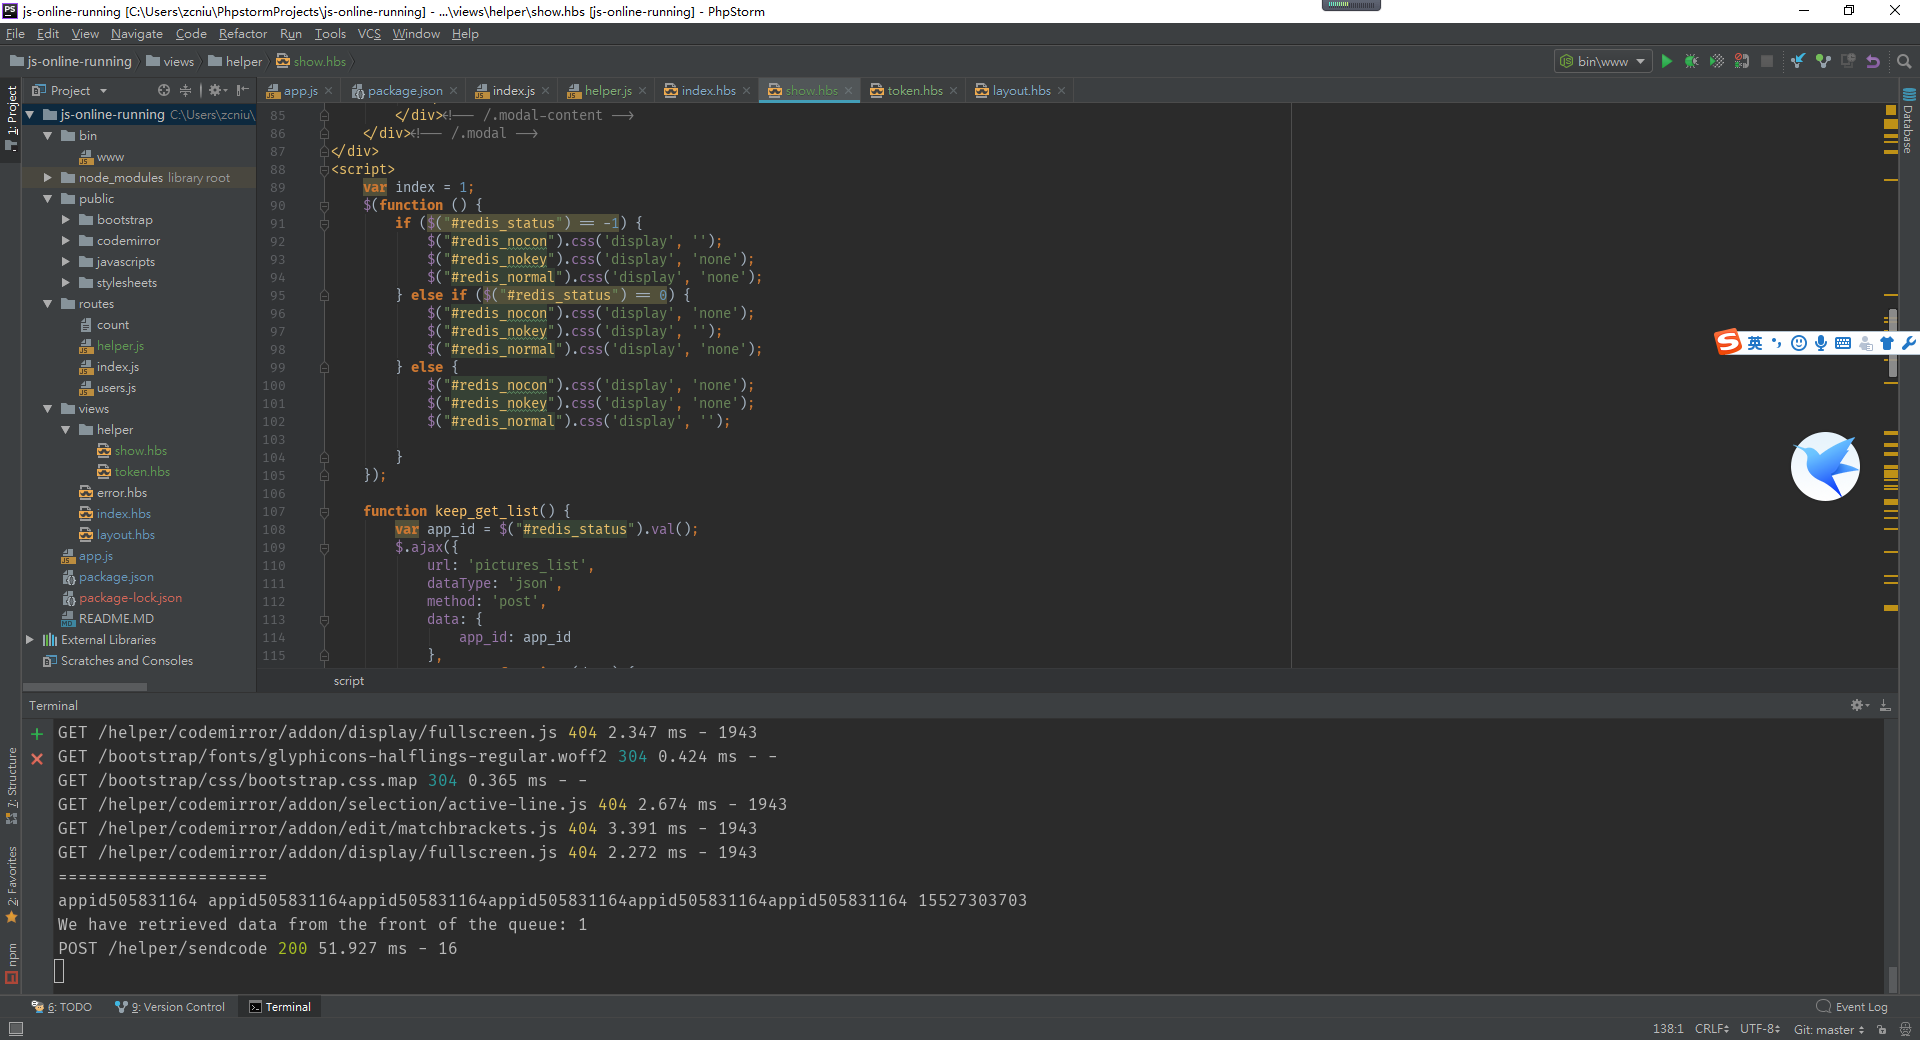 js-online-running [C:\Users\zcniu\PhpstormProjects\js-online-running] - ...\views\helper\show.hbs [js-online-running] - PhpStorm
File Edit View Navigate Code Refactor Run Tools VCS Window Help
js-online-running views helper show.hbs bin\www
Project app.js package.json index.js helper.js index.hbs show.hbs token.hbs layout.hbs
1: Project
js-online-running C:\Users\zcniu\
bin
www
node_modules library root
public
bootstrap
codemirror
javascripts
stylesheets
routes
count
helper.js
index.js
users.js
views
helper
show.hbs
token.hbs
error.hbs
index.hbs
layout.hbs
app.js
package.json
package-lock.json
README.MD
External Libraries
Scratches and Consoles
85 </div><!-- /.modal-content -->
86 </div><!-- /.modal -->
87 </div>
88 <script>
89 var index = 1;
90 $(function () {
91 if ($("#redis_status") == -1) {
92 $("#redis_nocon").css('display', '');
93 $("#redis_nokey").css('display', 'none');
94 $("#redis_normal").css('display', 'none');
95 } else if ($("#redis_status") == 0) {
96 $("#redis_nocon").css('display', 'none');
97 $("#redis_nokey").css('display', '');
98 $("#redis_normal").css('display', 'none');
99 } else {
100 $("#redis_nocon").css('display', 'none');
101 $("#redis_nokey").css('display', 'none');
102 $("#redis_normal").css('display', '');
103
104 }
105 });
106
107 function keep_get_list() {
108 var app_id = $("#redis_status").val();
109 $.ajax({
110 url: 'pictures_list',
111 dataType: 'json',
112 method: 'post',
113 data: {
114 app_id: app_id
115 },
script
Database
英
Terminal
GET /helper/codemirror/addon/display/fullscreen.js 404 2.347 ms - 1943
GET /bootstrap/fonts/glyphicons-halflings-regular.woff2 304 0.424 ms - -
GET /bootstrap/css/bootstrap.css.map 304 0.365 ms - -
GET /helper/codemirror/addon/selection/active-line.js 404 2.674 ms - 1943
GET /helper/codemirror/addon/edit/matchbrackets.js 404 3.391 ms - 1943
GET /helper/codemirror/addon/display/fullscreen.js 404 2.272 ms - 1943
=====================
appid505831164 appid505831164appid505831164appid505831164appid505831164appid505831164 15527303703
We have retrieved data from the front of the queue: 1
POST /helper/sendcode 200 51.927 ms - 16
7: Structure
2: Favorites
npm
6: TODO 9: Version Control Terminal Event Log
138:1 CRLF UTF-8 Git: master